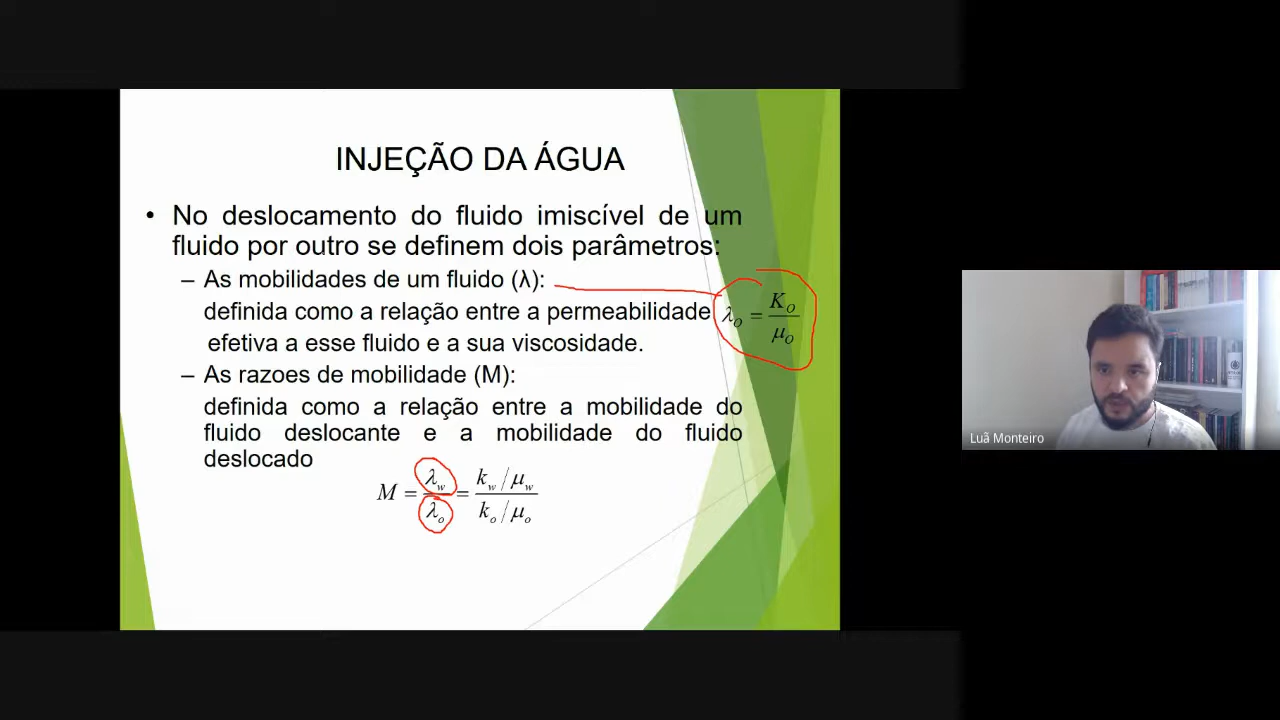 INJEÇÃO DA ÁGUA
• No deslocamento do fluido imiscível de um
fluido por outro se definem dois parâmetros:
– As mobilidades de um fluido (λ):
definida como a relação entre a permeabilidade
efetiva a esse fluido e a sua viscosidade.
λo = Ko / μo
– As razoes de mobilidade (M):
definida como a relação entre a mobilidade do
fluido deslocante e a mobilidade do fluido
deslocado
M = λw / λo = kw/μw / ko/μo
Luã Monteiro